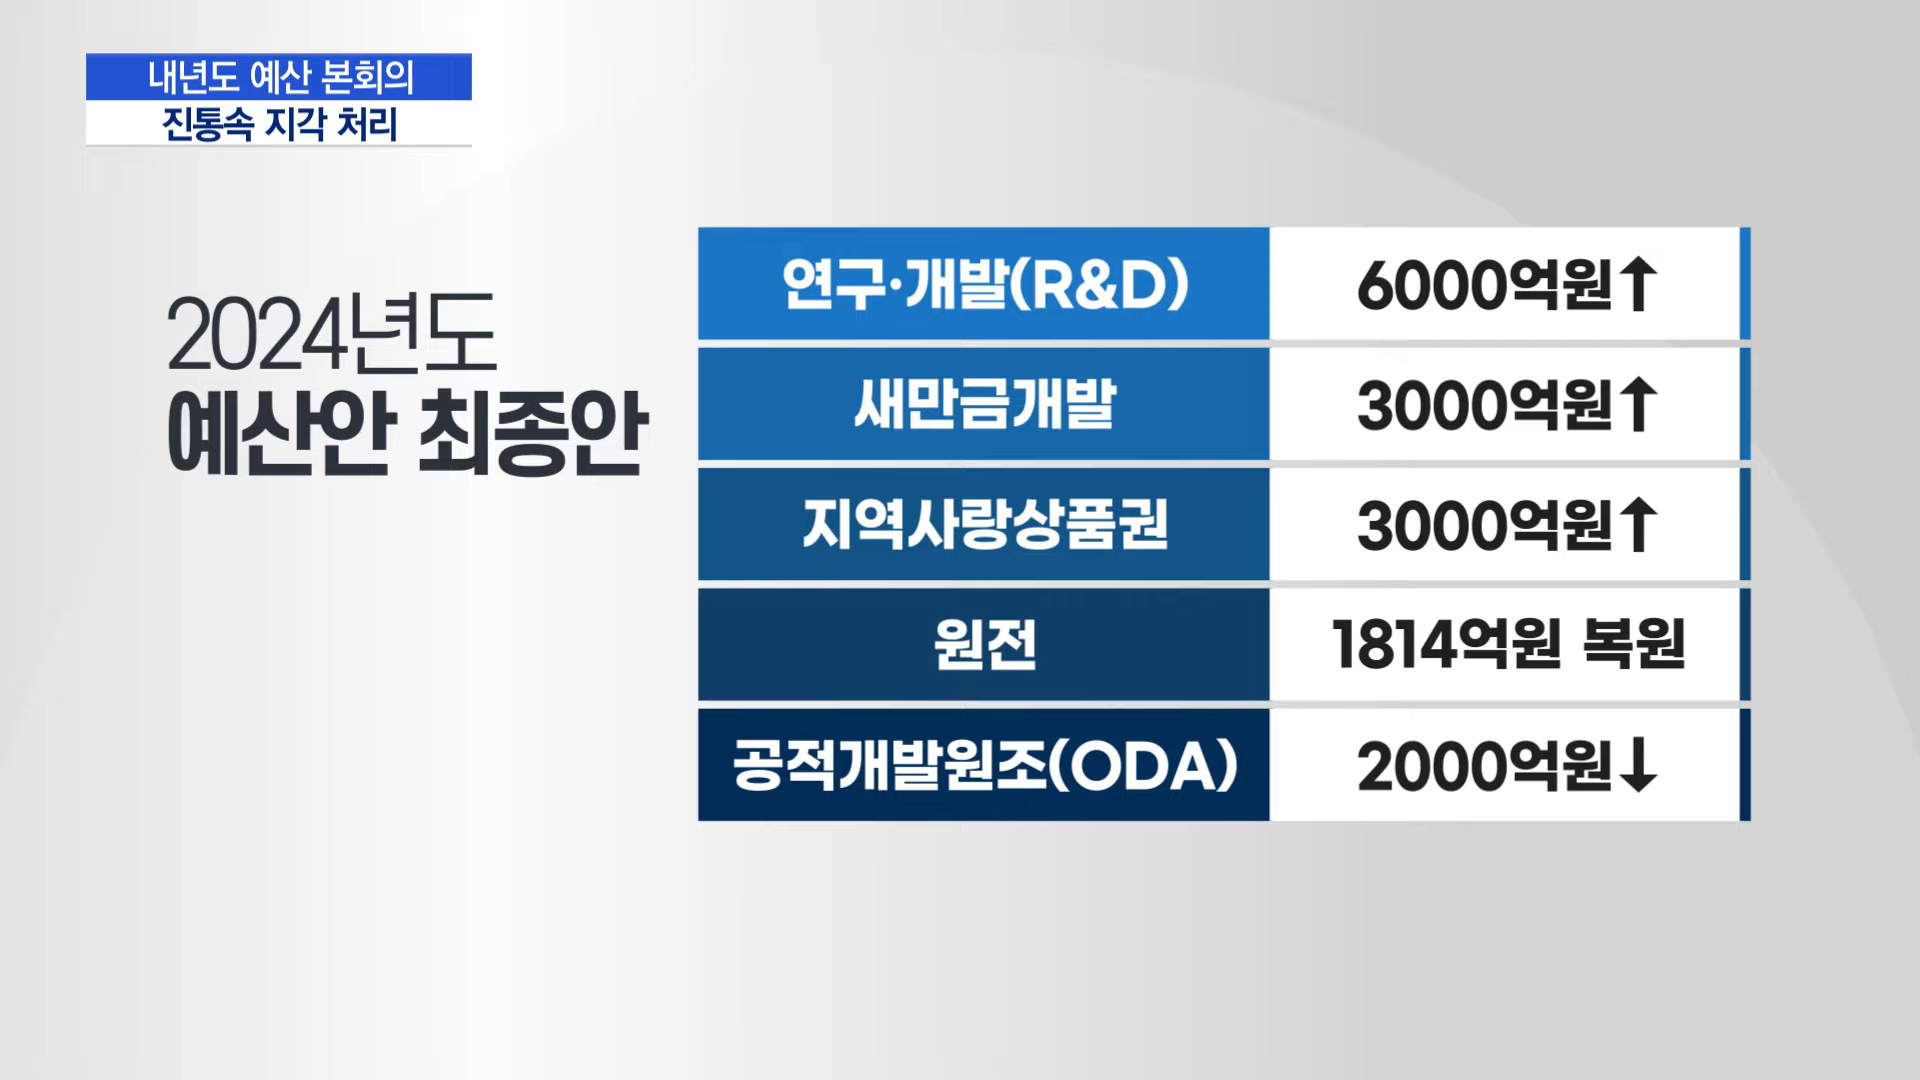 내년도 예산 본회의
진통속 지각 처리
2024년도
예산안 최종안
연구·개발(R&D) 6000억원↑
새만금개발 3000억원↑
지역사랑상품권 3000억원↑
원전 1814억원 복원
공적개발원조(ODA) 2000억원↓